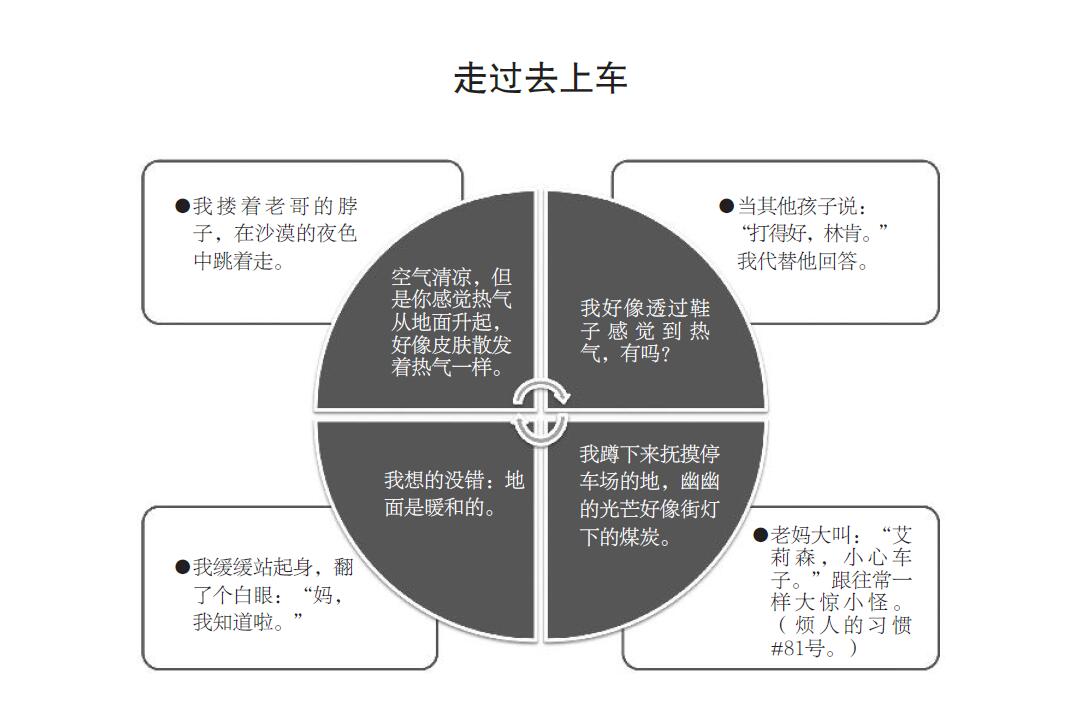 走过去上车
●我搂着老哥的脖
子，在沙漠的夜色
中跳着走。
空气清凉，但
是你感觉热气
从地面升起，
好像皮肤散发
着热气一样。
●当其他孩子说：
“打得好，林肯。”
我代替他回答。
我好像透过鞋
子感觉到热
气，有吗？
●老妈大叫：“艾
莉森，小心车
子。”跟往常一
样大惊小怪。
（烦人的习惯
#81号。）
我蹲下来抚摸停
车场的地，幽幽
的光芒好像街灯
下的煤炭。
●我缓缓站起身，翻
了个白眼：“妈，
我知道啦。”
我想的没错：地
面是暖和的。